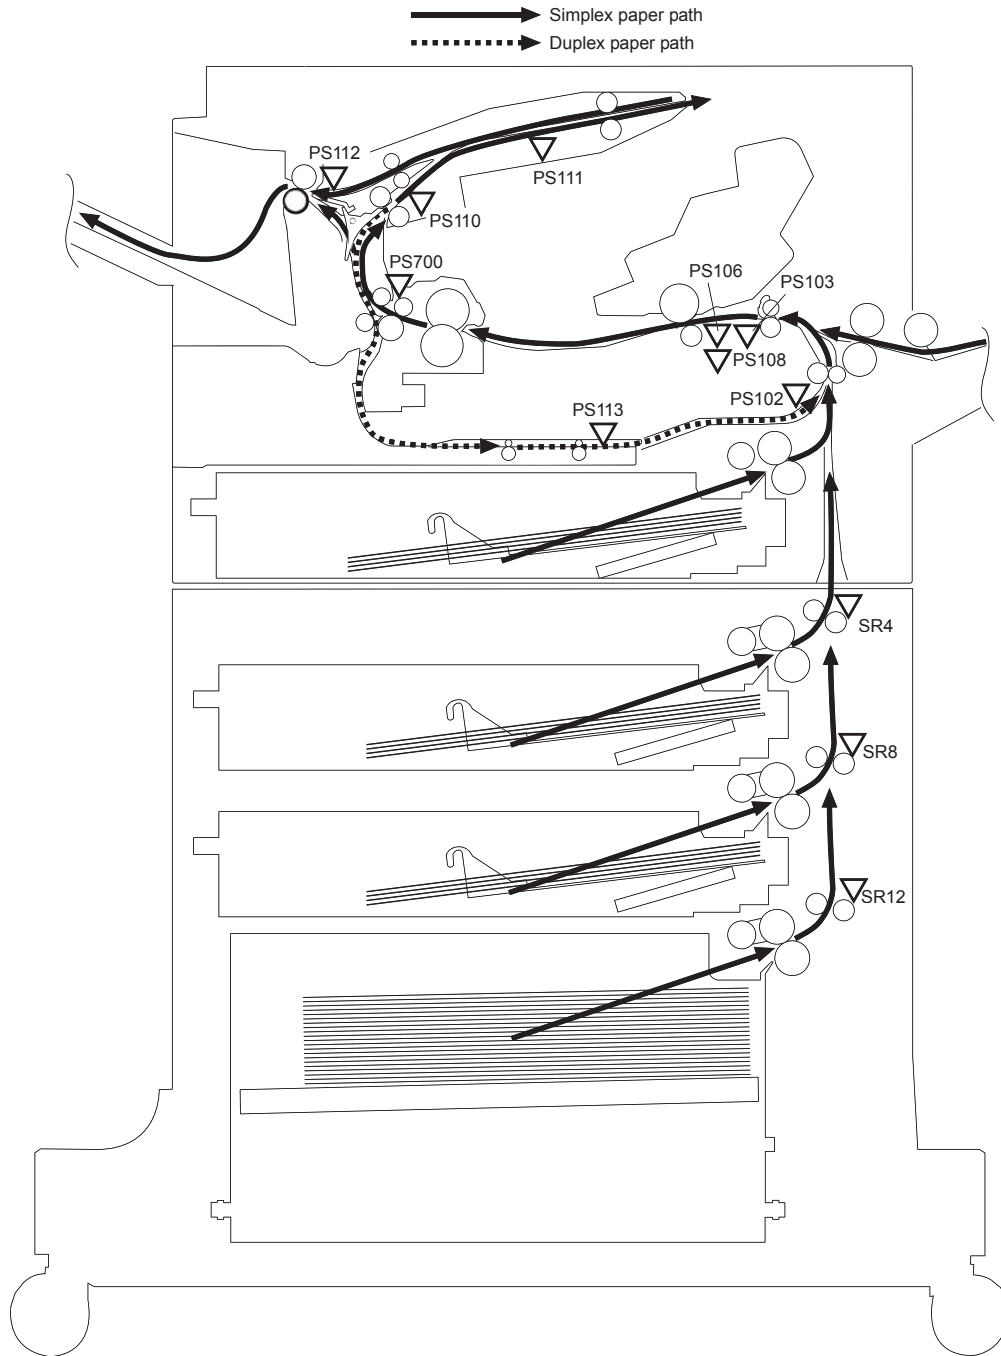 Simplex paper path
Duplex paper path
PS112
PS111
PS110
PS700
PS106
PS103
PS108
PS102
PS113
SR4
SR8
SR12